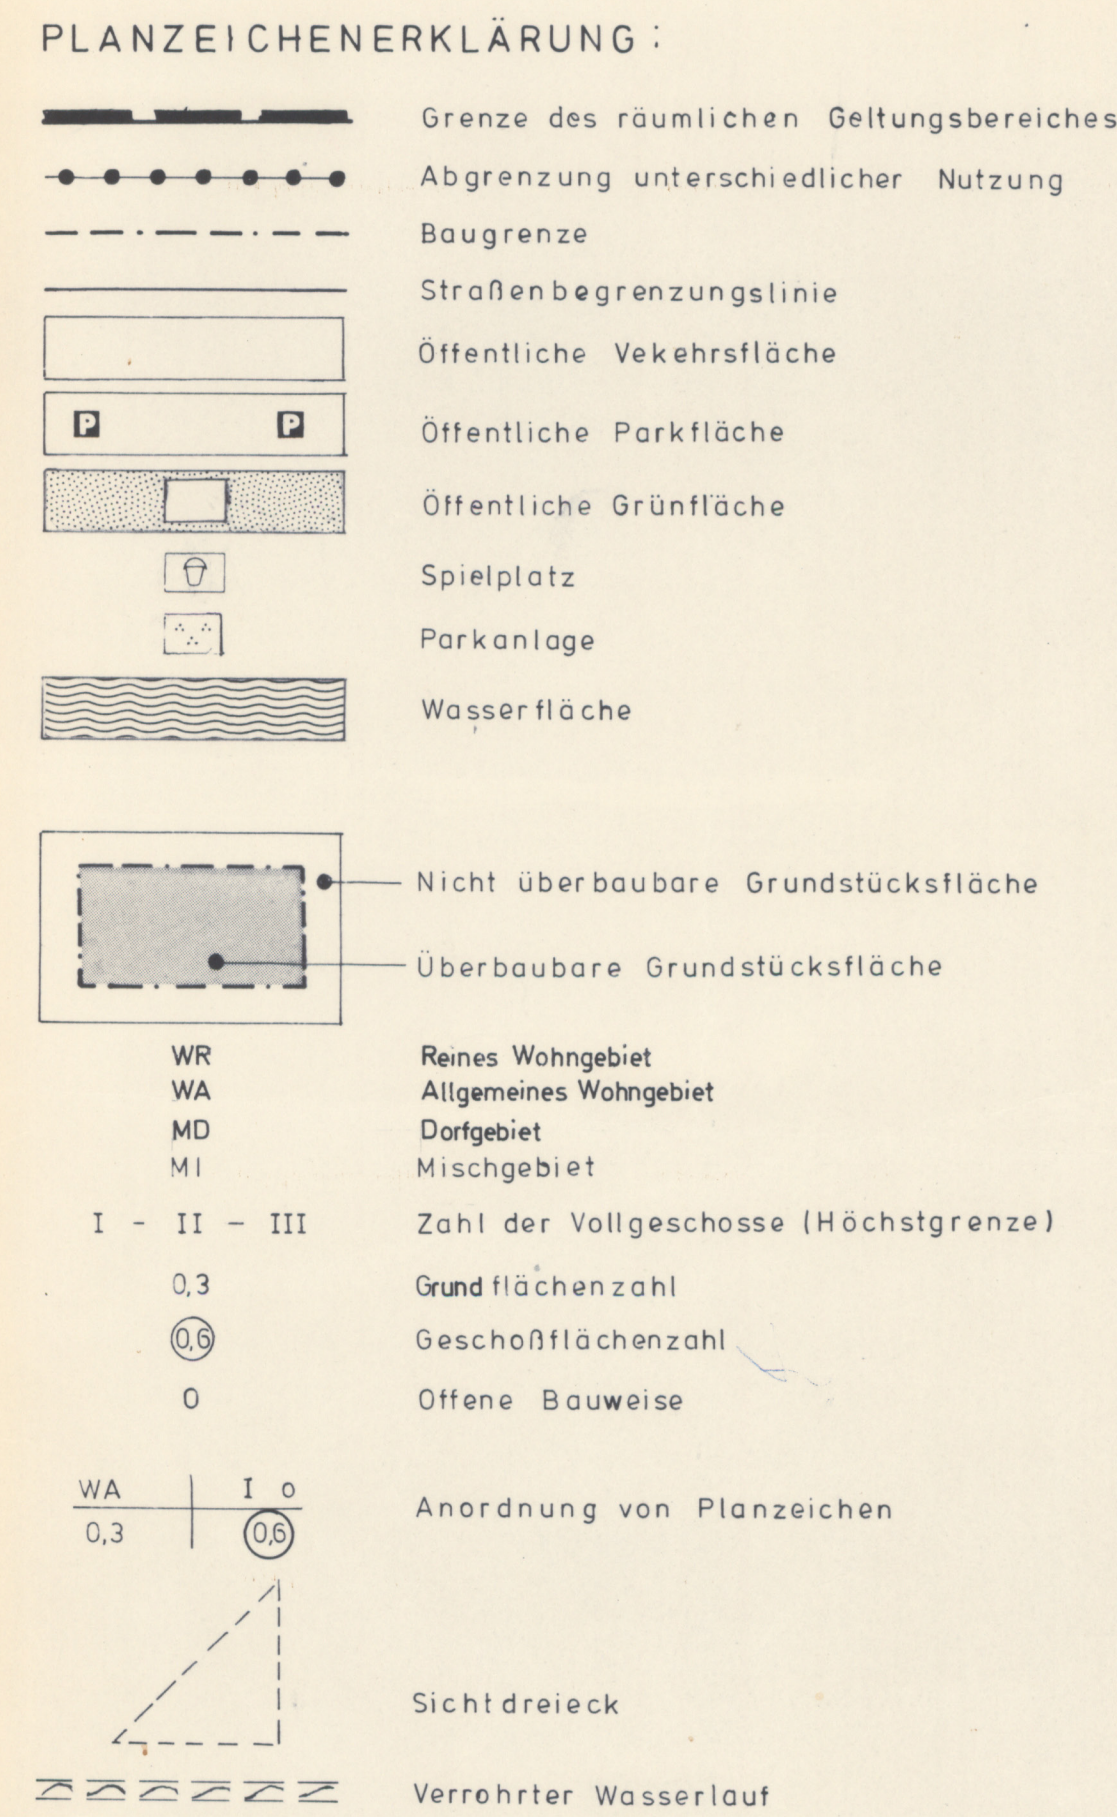 PLANZEICHENERKLÄRUNG:
Grenze des räumlichen Geltungsbereiches
Abgrenzung unterschiedlicher Nutzung
Baugrenze
Straßenbegrenzungslinie
Öffentliche Vekehrsfläche
P P Öffentliche Parkfläche
Öffentliche Grünfläche
Spielplatz
Parkanlage
Wasserfläche
Nicht überbaubare Grundstücksfläche
Überbaubare Grundstücksfläche
WR Reines Wohngebiet
WA Allgemeines Wohngebiet
MD Dorfgebiet
MI Mischgebiet
I - II - III Zahl der Vollgeschosse (Höchstgrenze)
0,3 Grundflächenzahl
0,6 Geschoßflächenzahl
O Offene Bauweise
WA I o
Anordnung von Planzeichen
0,3 0,6
Sichtdreieck
Verrohrter Wasserlauf